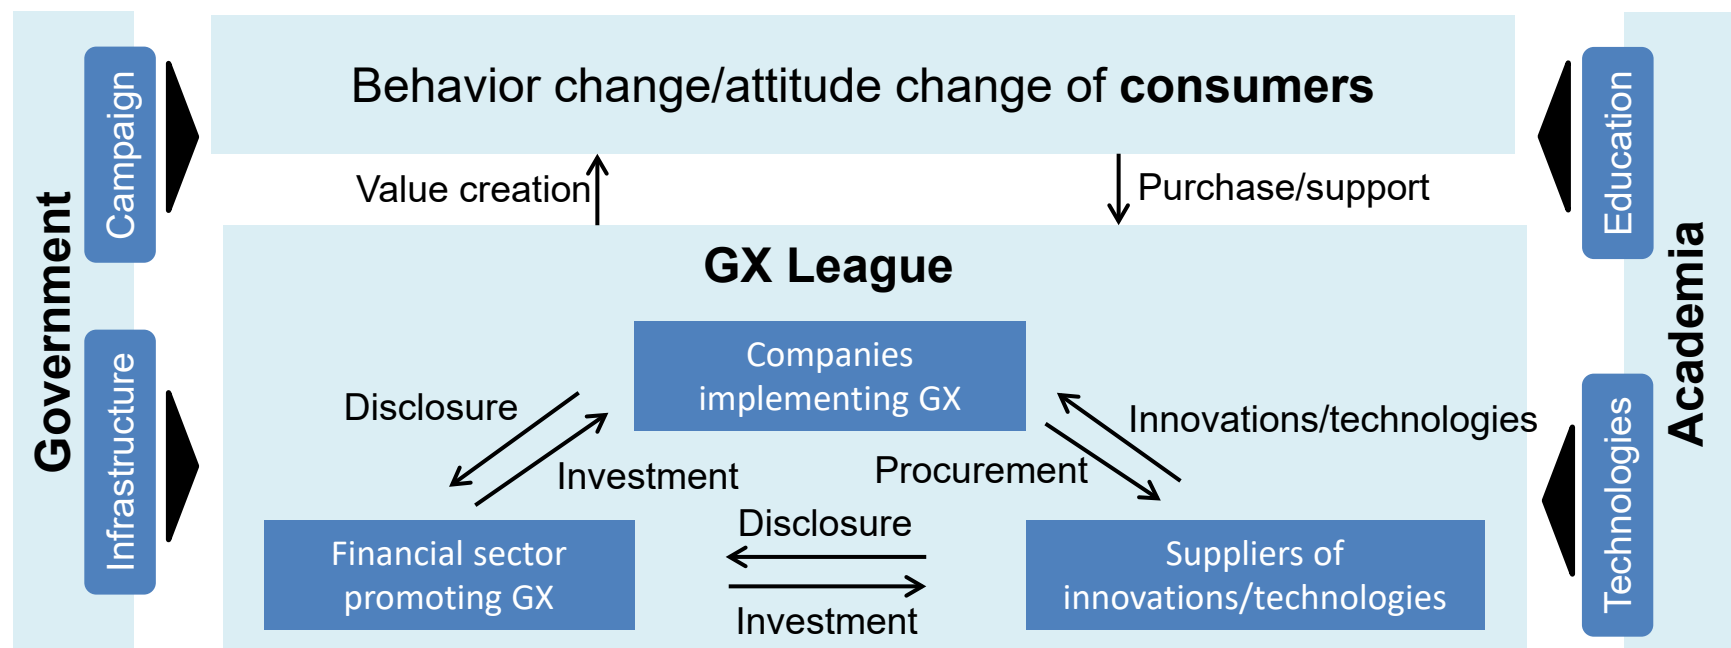 Government
Campaign
Infrastructure
Behavior change/attitude change of consumers
Value creation
Purchase/support
GX League
Companies
implementing GX
Disclosure
Investment
Innovations/technologies
Procurement
Disclosure
Investment
Financial sector
promoting GX
Suppliers of
innovations/technologies
Education
Technologies
Academia